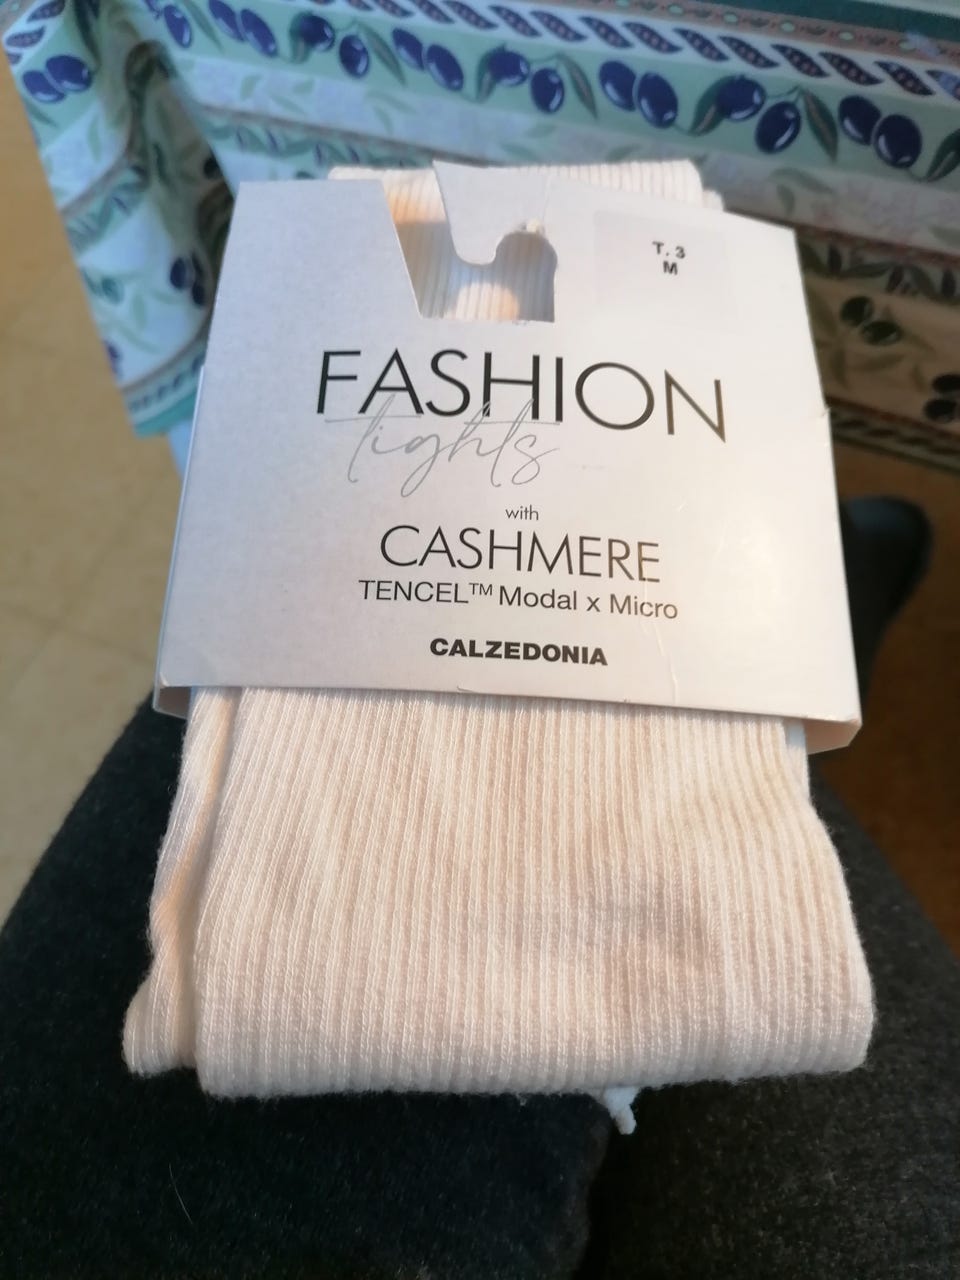 T. 3
M
FASHION
tights
with
CASHMERE
TENCEL™ Modal x Micro
CALZEDONIA